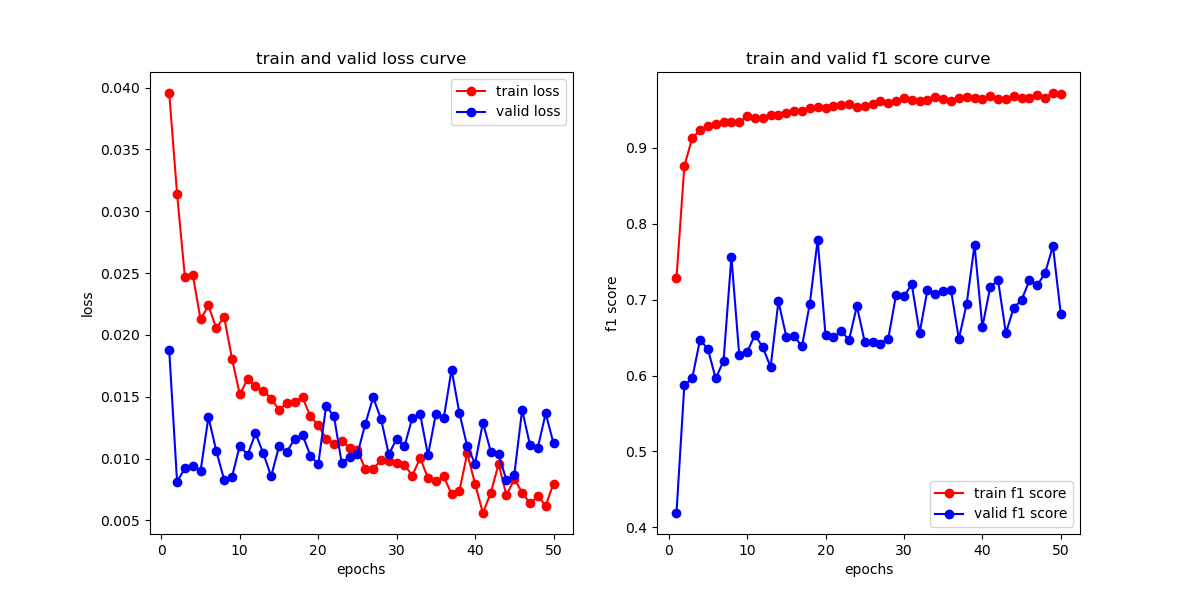 train and valid loss curve
0.040
0.035
0.030
0.025
0.020
0.015
0.010
0.005
loss
train loss
valid loss
0 10 20 30 40 50
epochs
train and valid f1 score curve
0.9
0.8
0.7
0.6
0.5
0.4
f1 score
train f1 score
valid f1 score
0 10 20 30 40 50
epochs